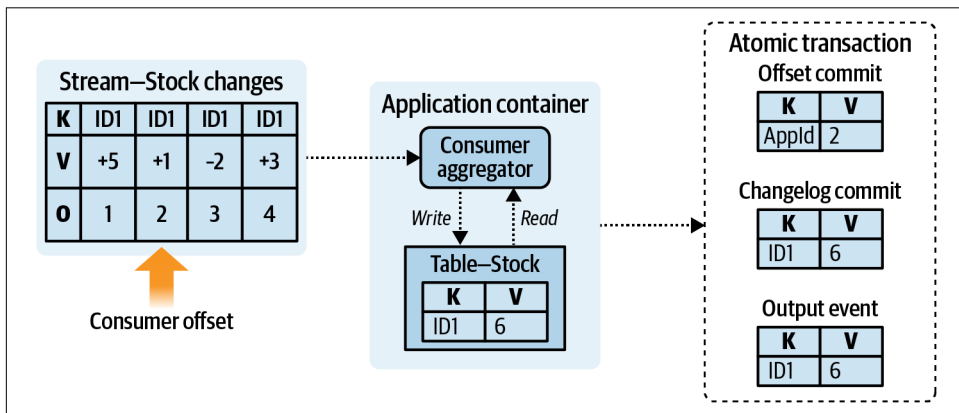 Stream—Stock changes
K ID1 ID1 ID1 ID1
V +5 +1 –2 +3
O 1 2 3 4
Consumer offset
Application container
Consumer
aggregator
Write Read
Table—Stock
K V
ID1 6
Atomic transaction
Offset commit
K V
AppId 2
Changelog commit
K V
ID1 6
Output event
K V
ID1 6